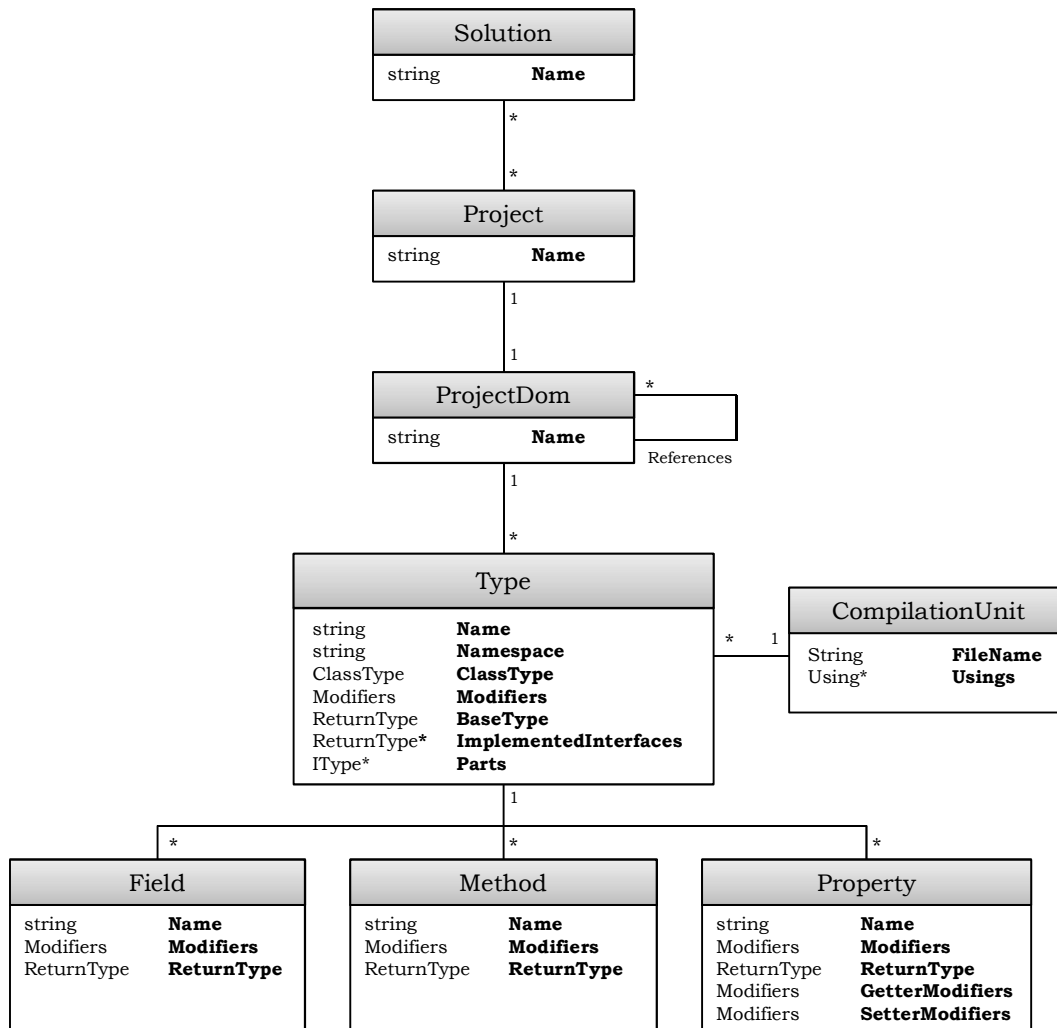 Solution
string Name
*
*
Project
string Name
1
1
ProjectDom
*
string Name
References
1
*
Type
string Name
string Namespace
ClassType ClassType
Modifiers Modifiers
ReturnType BaseType
ReturnType* ImplementedInterfaces
IType* Parts
* 1
CompilationUnit
String FileName
Using* Usings
1
* * *
Field
string Name
Modifiers Modifiers
ReturnType ReturnType
Method
string Name
Modifiers Modifiers
ReturnType ReturnType
Property
string Name
Modifiers Modifiers
ReturnType ReturnType
Modifiers GetterModifiers
Modifiers SetterModifiers